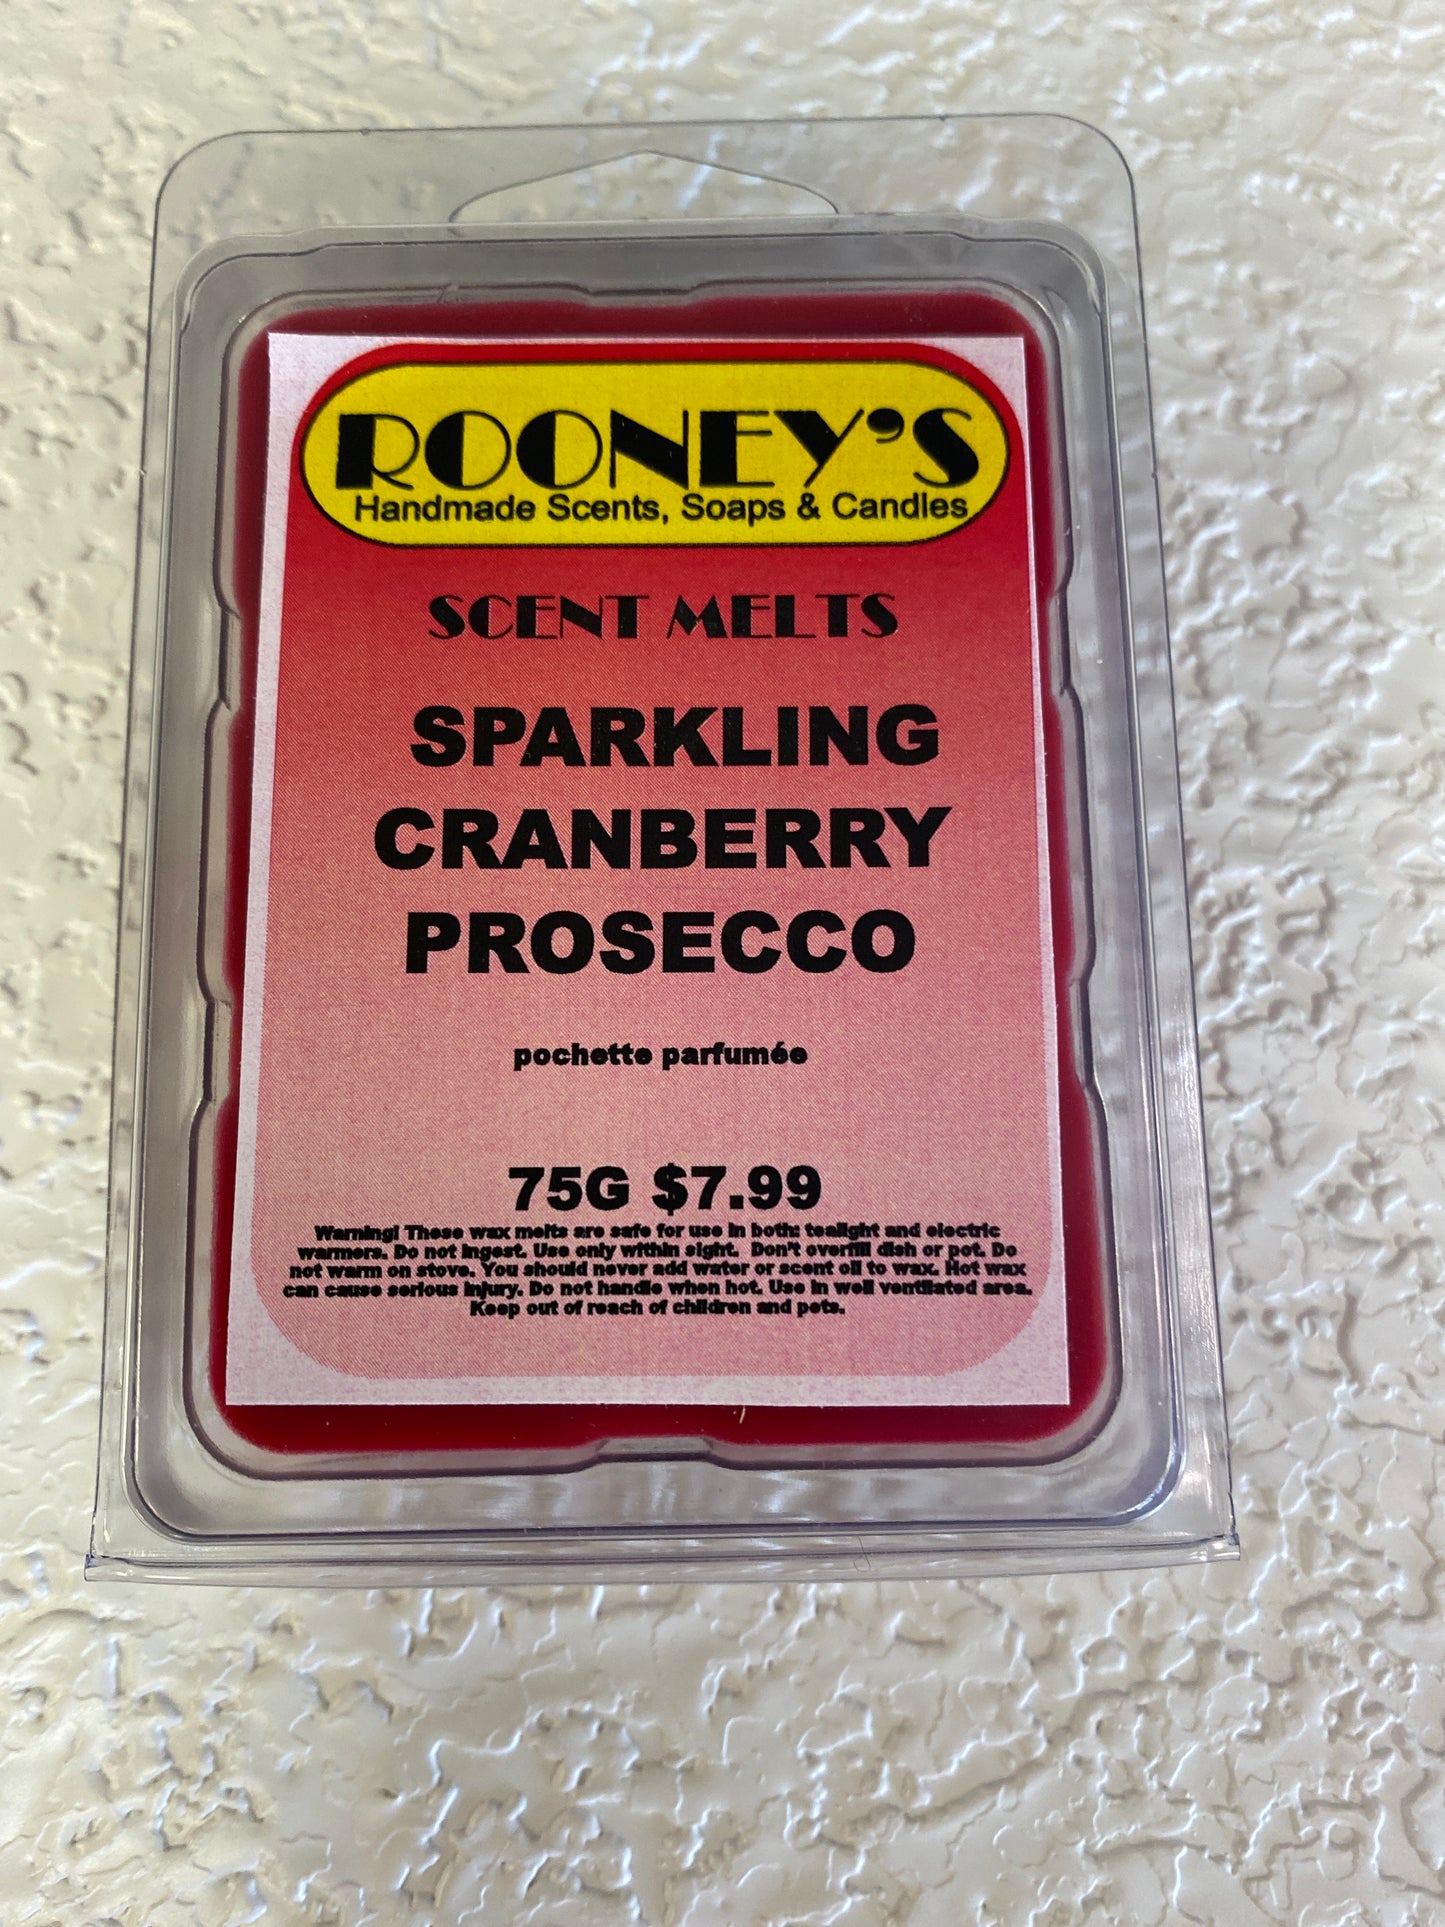 ROONEY'S
Handmade Scents, Soaps & Candles
SCENT MELTS
SPARKLING
CRANBERRY
PROSECCO
pochette parfumée
75G $7.99
Warning! These wax melts are safe for use in both: tealight and electric
warmers. Do not ingest. Use only within sight. Don't overfill dish or pot. Do
not warm on stove. You should never add water or scent oil to wax. Hot wax
can cause serious injury. Do not handle when hot. Use in well ventilated area.
Keep out of reach of children and pets.